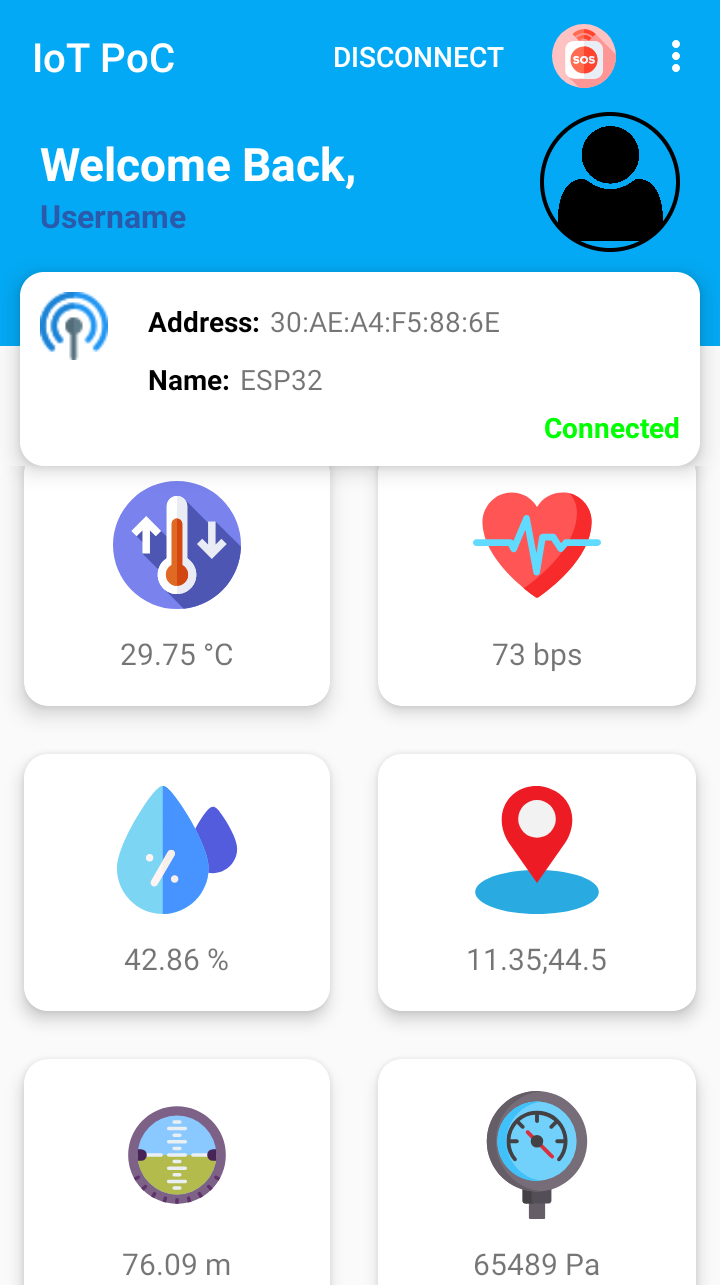 IoT PoC DISCONNECT SOS
Welcome Back,
Username
Address: 30:AE:A4:F5:88:6E
Name: ESP32
Connected
29.75 °C 73 bps
42.86 % 11.35;44.5
76.09 m 65489 Pa